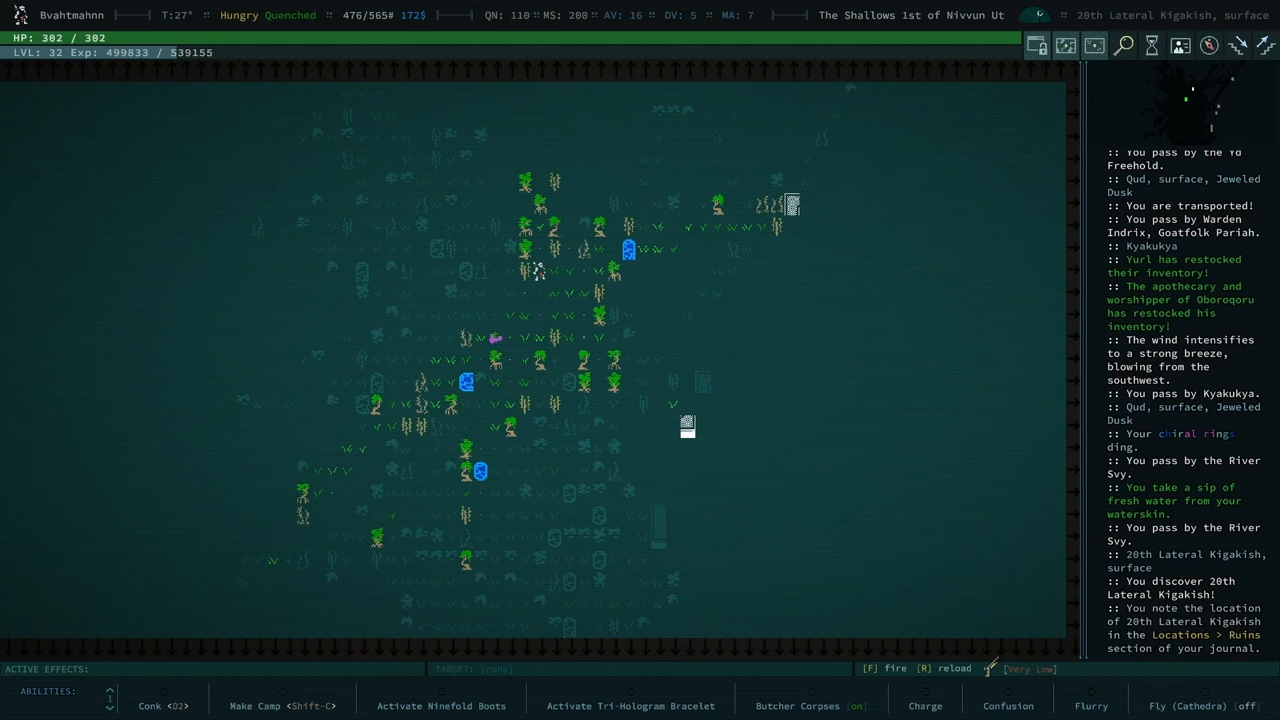 Bvahtmahnn T:27° :: Hungry Quenched :: 476/565# 172$ QN: 110 :: MS: 200 :: AV: 16 :: DV: 5 :: MA: 7 The Shallows 1st of Nivvun Ut :: 20th Lateral Kigakish, surface
HP: 302 / 302
LVL: 32 Exp: 499833 / 539155
:: You pass by the Yd
Freehold.
:: Qud, surface, Jeweled
Dusk
:: You are transported!
:: You pass by Warden
Indrix, Goatfolk Pariah.
:: Kyakukya
:: Yurl has restocked
their inventory!
:: The apothecary and
worshipper of Oboroqoru
has restocked his
inventory!
:: The wind intensifies
to a strong breeze,
blowing from the
southwest.
:: You pass by Kyakukya.
:: Qud, surface, Jeweled
Dusk
:: Your chiral rings
ding.
:: You pass by the River
Svy.
:: You take a sip of
fresh water from your
waterskin.
:: You pass by the River
Svy.
:: 20th Lateral Kigakish,
surface
:: You discover 20th
Lateral Kigakish!
:: You note the location
of 20th Lateral Kigakish
in the Locations > Ruins
section of your journal.
ACTIVE EFFECTS: TARGET: [none] [F] fire [R] reload [Very Low]
ABILITIES: 1 Conk <02> Make Camp <Shift-C> Activate Ninefold Boots Activate Tri-Hologram Bracelet Butcher Corpses [on] Charge Confusion Flurry Fly (Cathedra) [off